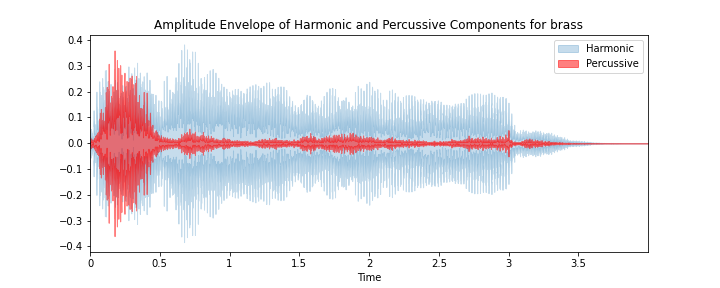 Amplitude Envelope of Harmonic and Percussive Components for brass
Harmonic
Percussive
0.4
0.3
0.2
0.1
0.0
−0.1
−0.2
−0.3
−0.4
0 0.5 1 1.5 2 2.5 3 3.5
Time